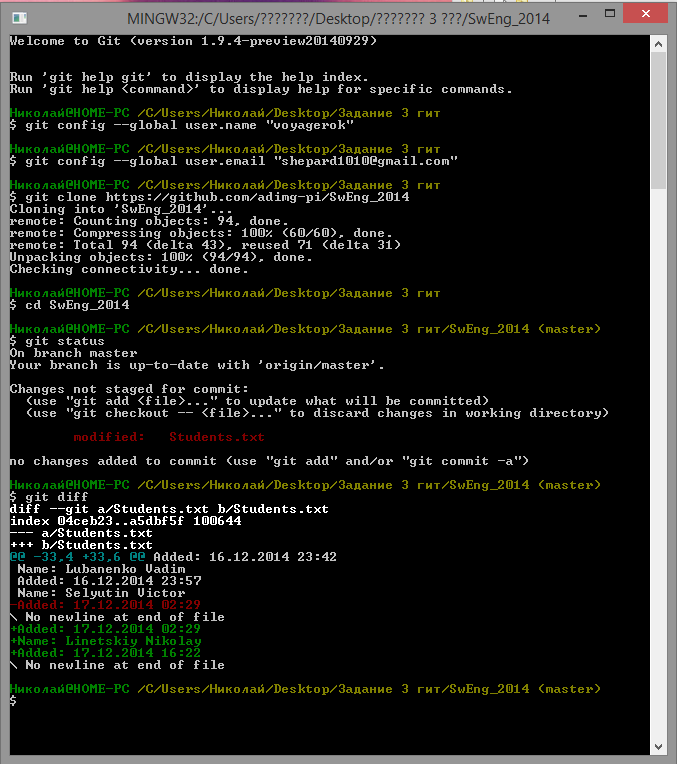 MINGW32:/C/Users/???????/Desktop/??????? 3 ???/SwEng_2014
Welcome to Git (version 1.9.4-preview20140929)
Run 'git help git' to display the help index.
Run 'git help <command>' to display help for specific commands.
Николай@HOME-PC /C/Users/Николай/Desktop/Задание 3 гит
$ git config --global user.name "voyagerok"
Николай@HOME-PC /C/Users/Николай/Desktop/Задание 3 гит
$ git config --global user.email "shepard1010@gmail.com"
Николай@HOME-PC /C/Users/Николай/Desktop/Задание 3 гит
$ git clone https://github.com/adimg-pi/SwEng_2014
Cloning into 'SwEng_2014'...
remote: Counting objects: 94, done.
remote: Compressing objects: 100% (60/60), done.
remote: Total 94 (delta 43), reused 71 (delta 31)
Unpacking objects: 100% (94/94), done.
Checking connectivity... done.
Николай@HOME-PC /C/Users/Николай/Desktop/Задание 3 гит
$ cd SwEng_2014
Николай@HOME-PC /C/Users/Николай/Desktop/Задание 3 гит/SwEng_2014 (master)
$ git status
On branch master
Your branch is up-to-date with 'origin/master'.
Changes not staged for commit:
  (use "git add <file>..." to update what will be committed)
  (use "git checkout -- <file>..." to discard changes in working directory)
        modified:   Students.txt
no changes added to commit (use "git add" and/or "git commit -a")
Николай@HOME-PC /C/Users/Николай/Desktop/Задание 3 гит/SwEng_2014 (master)
$ git diff
diff --git a/Students.txt b/Students.txt
index 04ceb23..a5dbf5f 100644
--- a/Students.txt
+++ b/Students.txt
@@ -33,4 +33,6 @@ Added: 16.12.2014 23:42
 Name: Lubanenko Vadim
 Added: 16.12.2014 23:57
 Name: Selyutin Victor
-Added: 17.12.2014 02:29
\ No newline at end of file
+Added: 17.12.2014 02:29
+Name: Linetskiy Nikolay
+Added: 17.12.2014 16:22
\ No newline at end of file
Николай@HOME-PC /C/Users/Николай/Desktop/Задание 3 гит/SwEng_2014 (master)
$